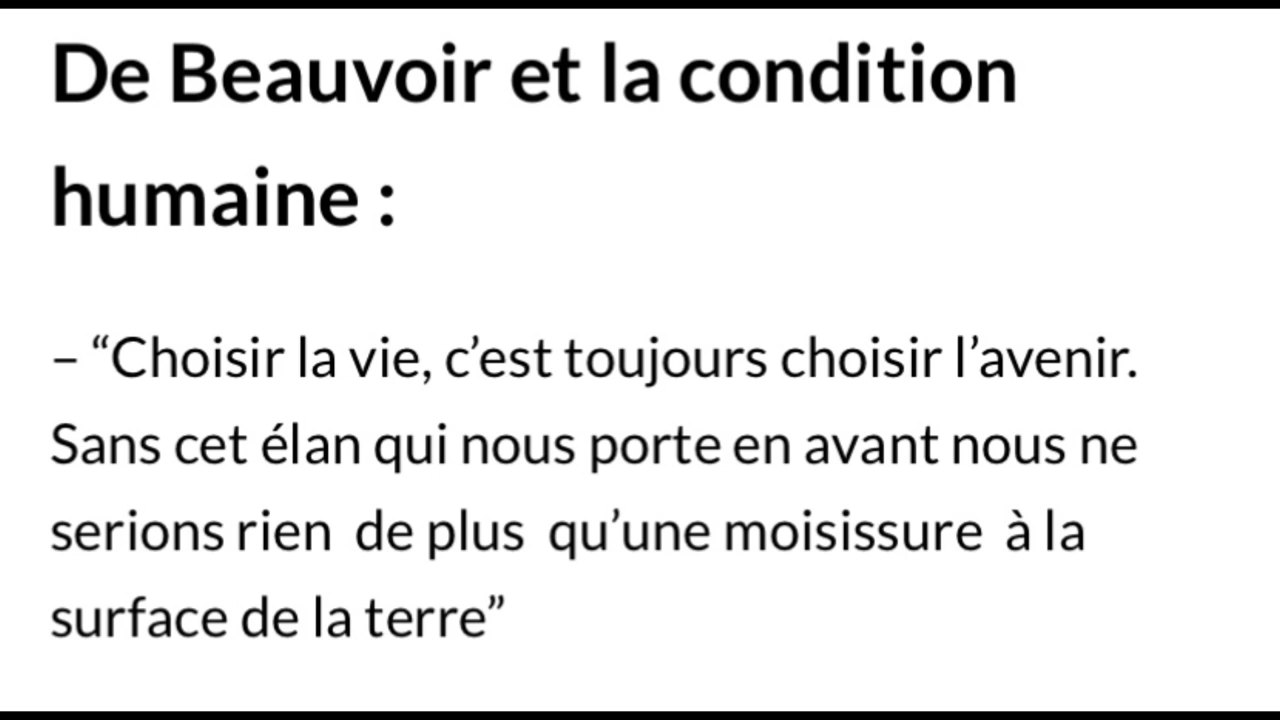 De Beauvoir et la condition
humaine :
– “Choisir la vie, c’est toujours choisir l’avenir.
Sans cet élan qui nous porte en avant nous ne
serions rien  de plus  qu’une moisissure  à la
surface de la terre”